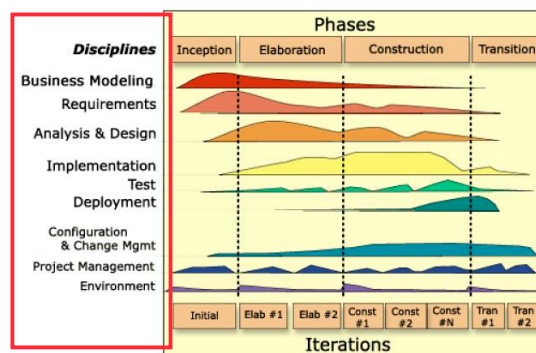 Phases
Disciplines Inception Elaboration Construction Transition
Business Modeling
Requirements
Analysis & Design
Implementation
Test
Deployment
Configuration
& Change Mgmt
Project Management
Environment
Initial Elab #1 Elab #2 Const #1 Const #2 Const #N Tran #1 Tran #2
Iterations